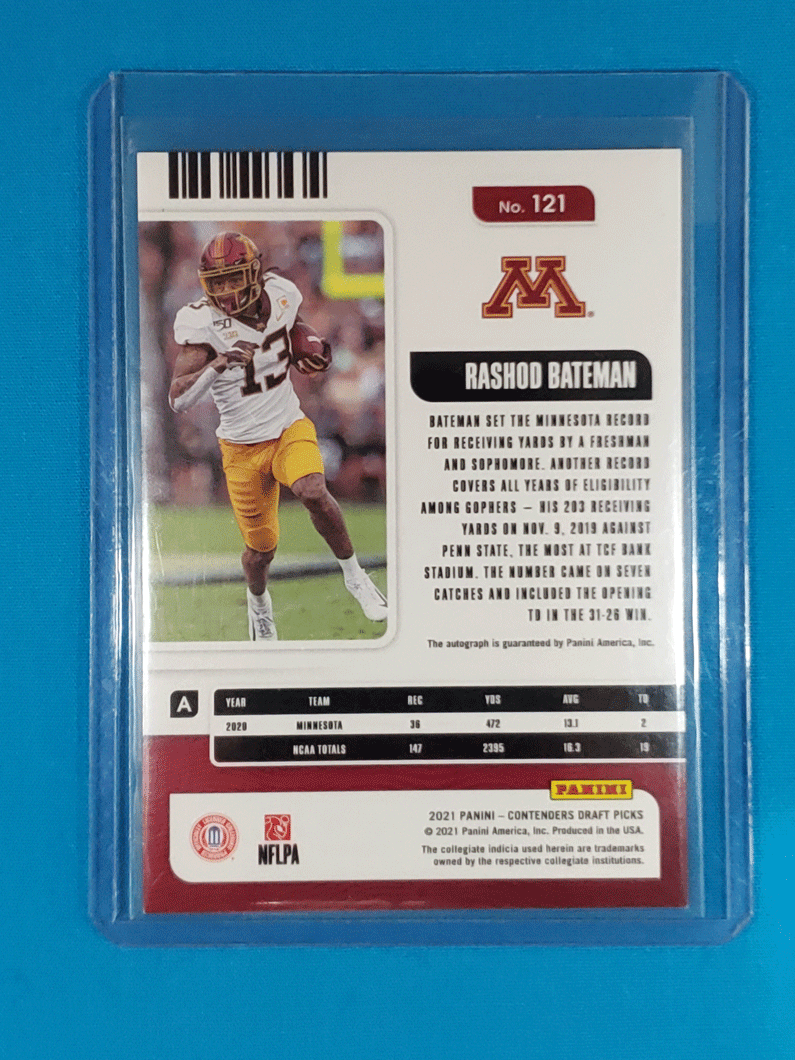 No. 121
M
RASHOD BATEMAN
BATEMAN SET THE MINNESOTA RECORD
FOR RECEIVING YARDS BY A FRESHMAN
AND SOPHOMORE. ANOTHER RECORD
COVERS ALL YEARS OF ELIGIBILITY
AMONG GOPHERS – HIS 203 RECEIVING
YARDS ON NOV. 9, 2019 AGAINST
PENN STATE, THE MOST AT TCF BANK
STADIUM. THE NUMBER CAME ON SEVEN
CATCHES AND INCLUDED THE OPENING
TD IN THE 31-26 WIN.
The autograph is guaranteed by Panini America, Inc.
13
A
YEAR TEAM REC YDS AVG TD
2020 MINNESOTA 36 472 13.1 2
NCAA TOTALS 147 2395 16.3 19
PANINI
2021 PANINI – CONTENDERS DRAFT PICKS
© 2021 Panini America, Inc. Produced in the USA.
The collegiate indicia used herein are trademarks
owned by the respective collegiate institutions.
NFLPA